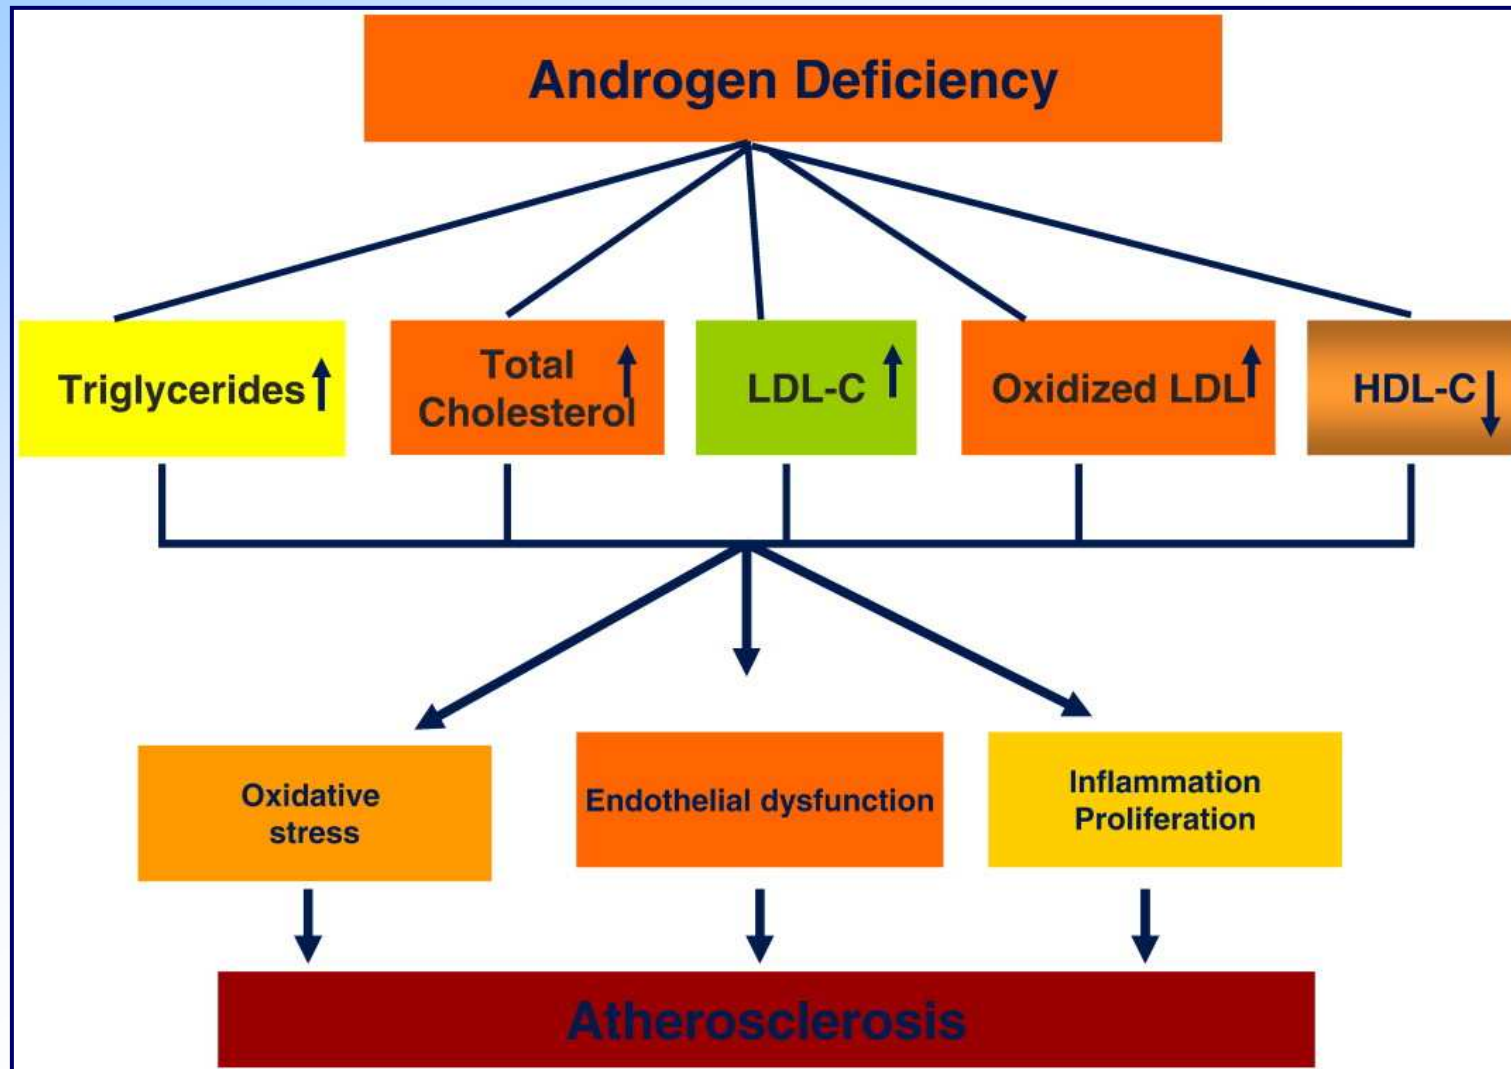 Androgen Deficiency
Triglycerides
Total
Cholesterol
LDL-C
Oxidized LDL
HDL-C
Oxidative
stress
Endothelial dysfunction
Inflammation
Proliferation
Atherosclerosis